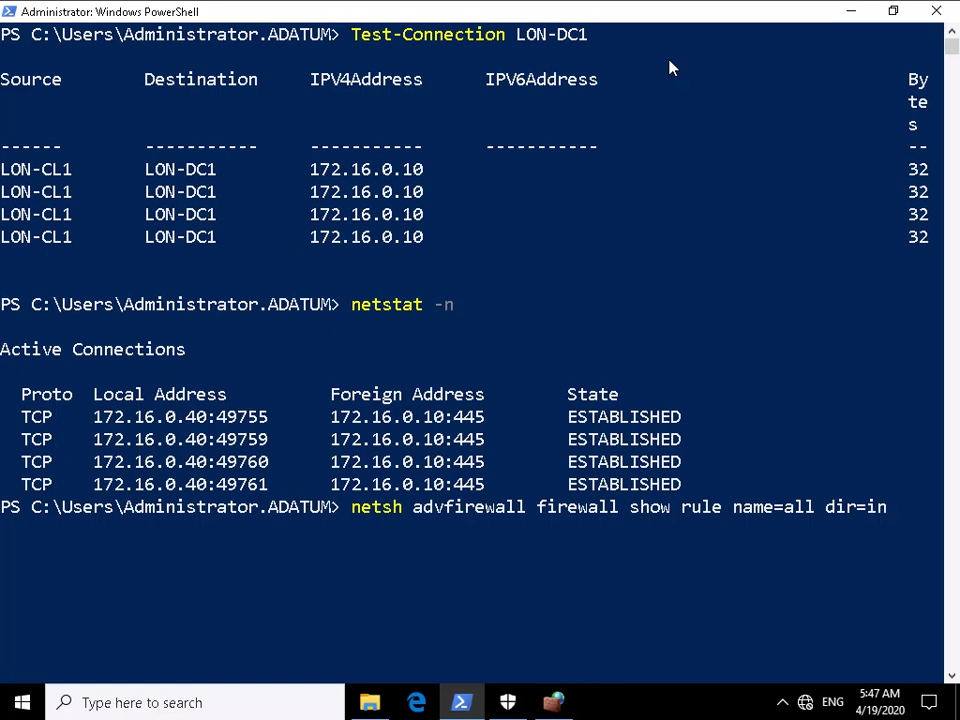 Administrator: Windows PowerShell
PS C:\Users\Administrator.ADATUM> Test-Connection LON-DC1
Source Destination IPV4Address IPV6Address By
te
s
------ ----------- ----------- ----------- --
LON-CL1 LON-DC1 172.16.0.10 32
LON-CL1 LON-DC1 172.16.0.10 32
LON-CL1 LON-DC1 172.16.0.10 32
LON-CL1 LON-DC1 172.16.0.10 32
PS C:\Users\Administrator.ADATUM> netstat -n
Active Connections
Proto Local Address Foreign Address State
TCP 172.16.0.40:49755 172.16.0.10:445 ESTABLISHED
TCP 172.16.0.40:49759 172.16.0.10:445 ESTABLISHED
TCP 172.16.0.40:49760 172.16.0.10:445 ESTABLISHED
TCP 172.16.0.40:49761 172.16.0.10:445 ESTABLISHED
PS C:\Users\Administrator.ADATUM> netsh advfirewall firewall show rule name=all dir=in
Type here to search
ENG
5:47 AM
4/19/2020